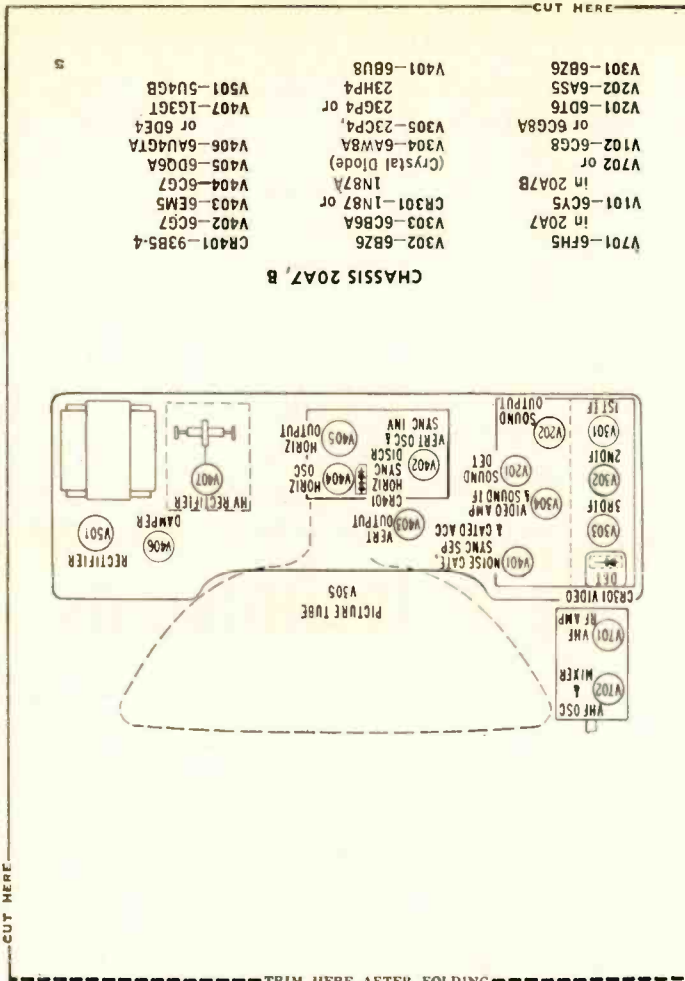 CUT HERE
VHF OSC
&
MIXER
V702
V701
VHF
RF AMP
PICTURE TUBE
V305
CR301 VIDEO
DET
V303
3RD IF
V302
2ND IF
V301
1ST IF
V401
NOISE GATE,
SYNC SEP
& GATED AGC
V304
VIDEO AMP
& SOUND IF
V201
SOUND
DET
V202
SOUND
OUTPUT
V403
VERT
OUTPUT
CR401
HORIZ
SYNC
DISCR
V402
VERT OSC &
SYNC INV
V404
HORIZ
OSC
V405
HORIZ
OUTPUT
V406
DAMPER
RECTIFIER
V501
HV RECTIFIER
V407
CHASSIS 20A7, B
V701—6FH5
in 20A7
V101—6CY5
in 20A7B
V702 or
V102—6CG8
or 6CG8A
V201—6DT6
V202—6AS5
V301—6BZ6
V302—6BZ6
V303—6CB6A
CR301—1N87 or
1N87A
(Crystal Diode)
V304—6AW8A
V305—23CP4,
23GP4 or
23HP4
V401—6BU8
CR401—93B5-4
V402—6CG7
V403—6EM5
V404—6CG7
V405—6DQ6A
V406—6AU4GTA
or 6DE4
V407—1G3GT
V501—5U4GB
5
CUT HERE
TRIM HERE AFTER FOLDING